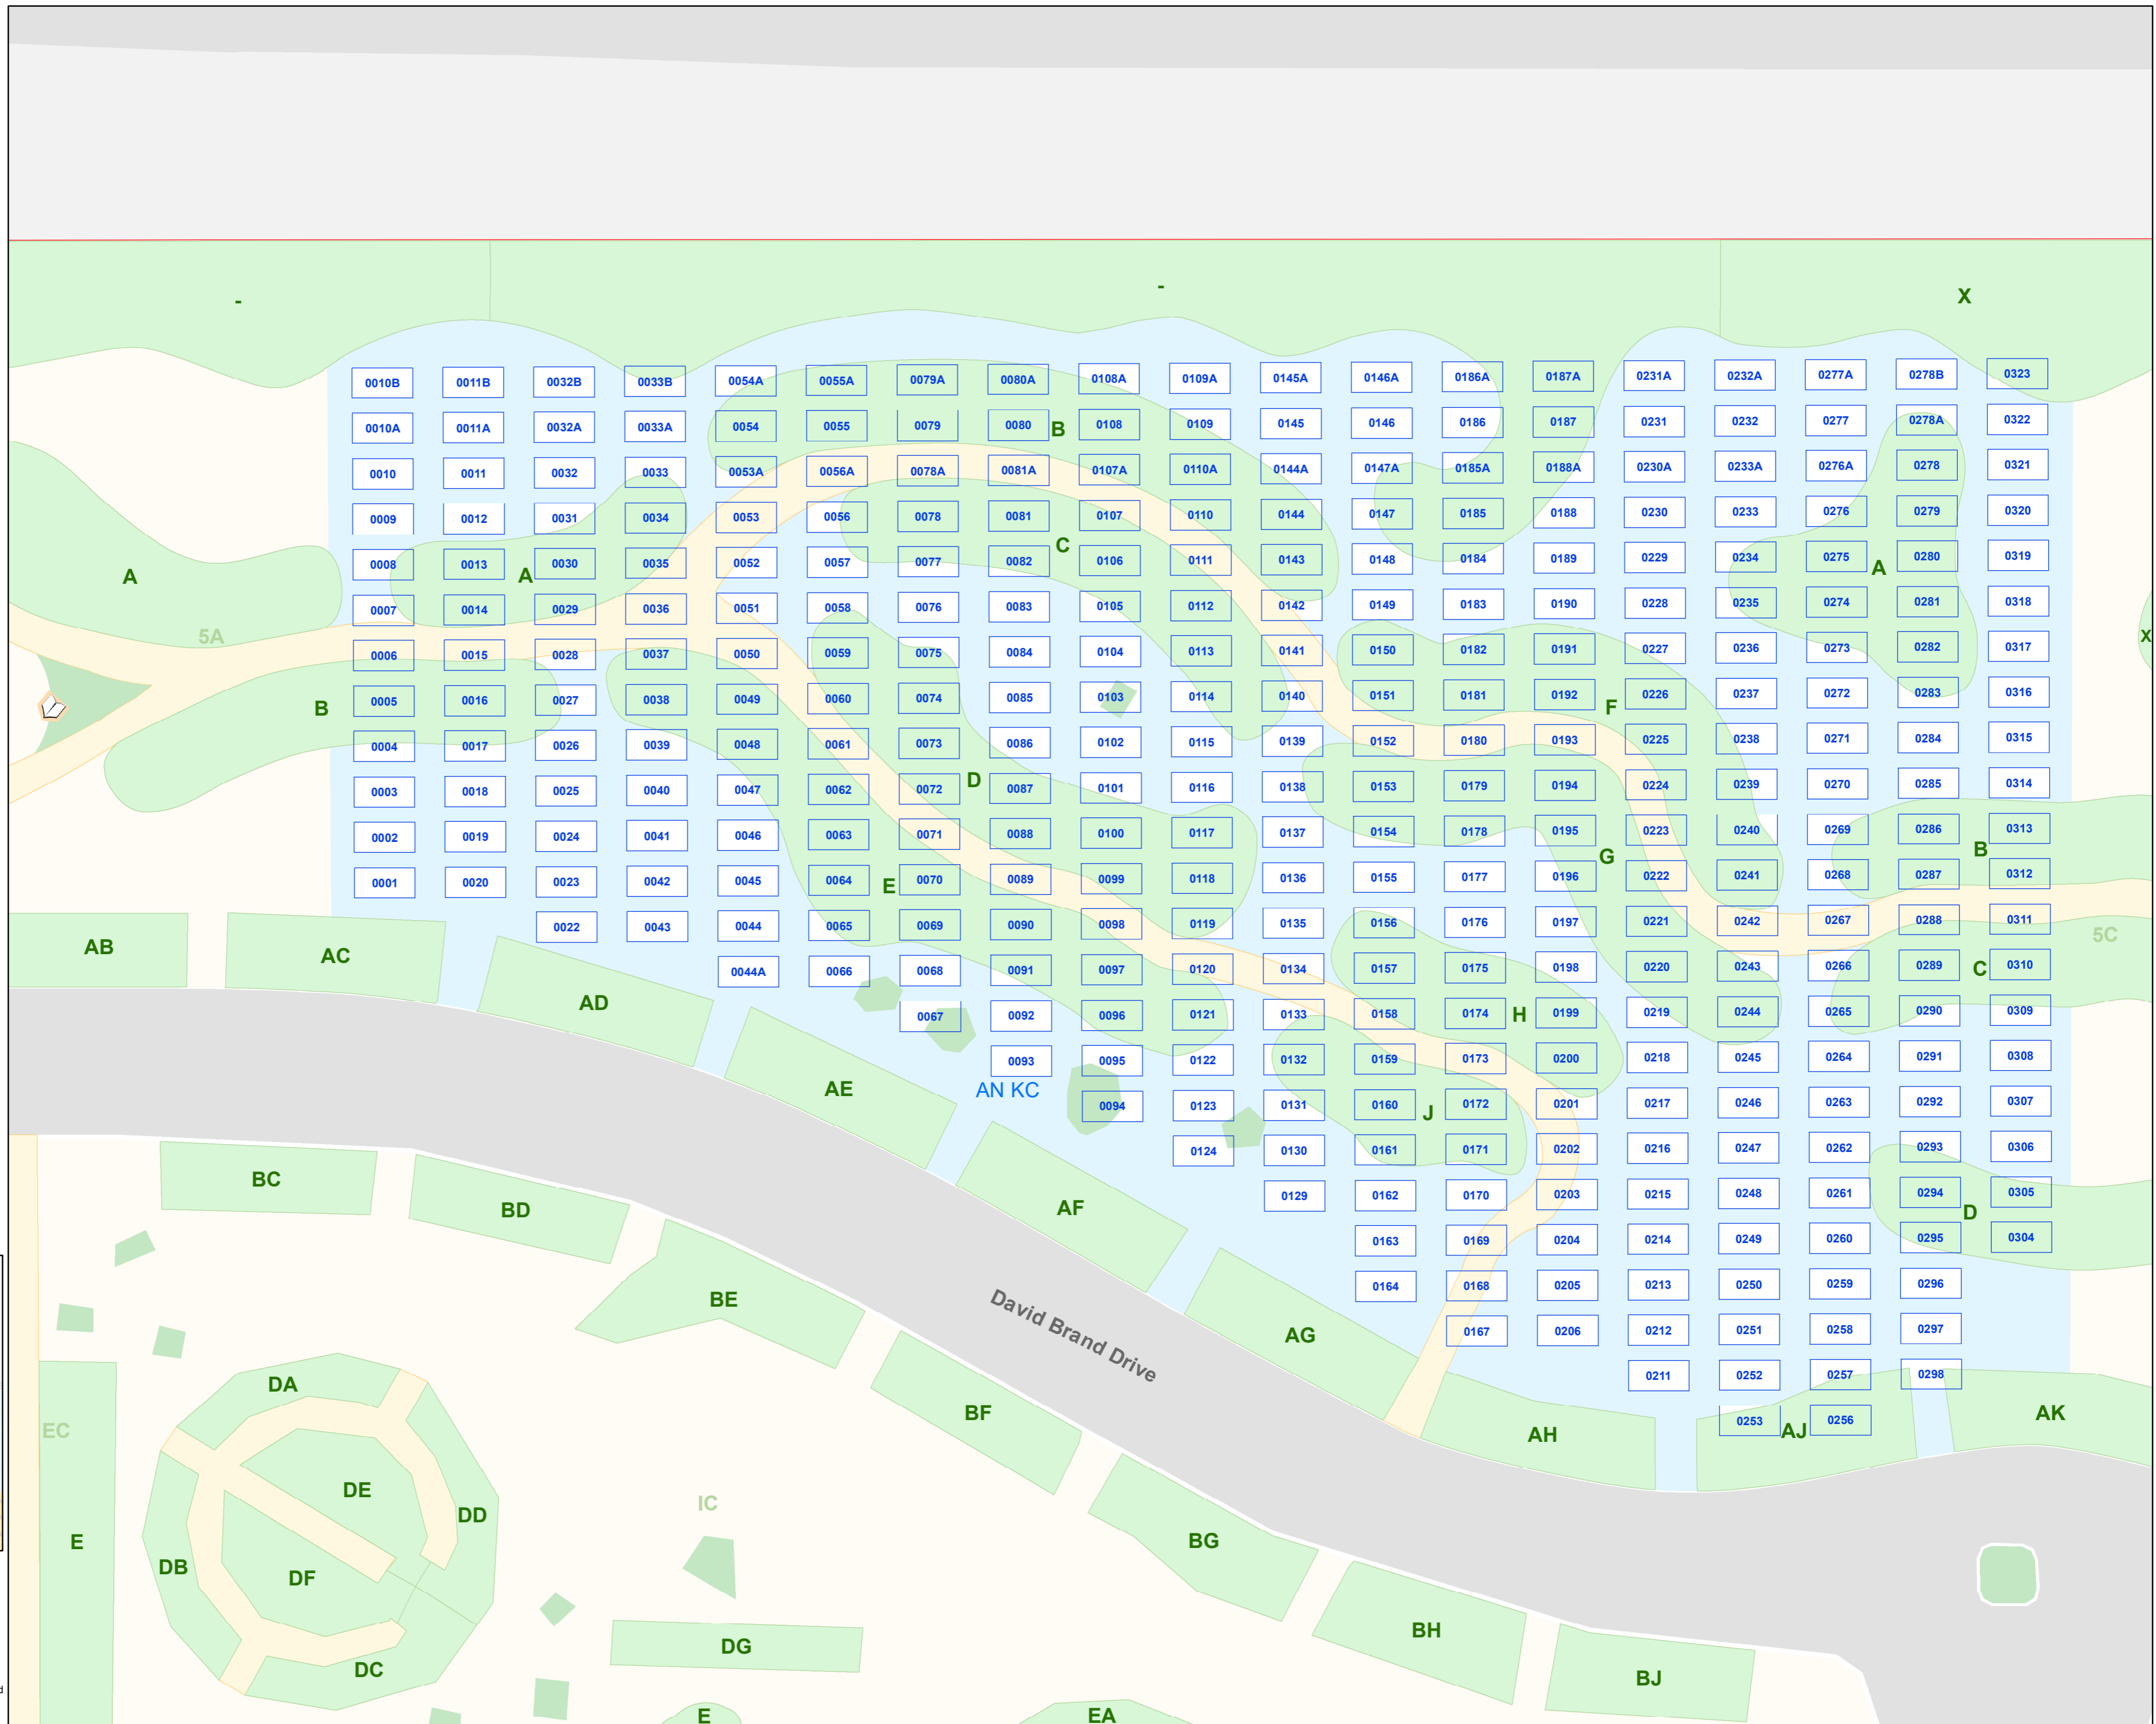 - - X
0010B 0011B 0032B 0033B 0054A 0055A 0079A 0080A 0108A 0109A 0145A 0146A 0186A 0187A 0231A 0232A 0277A 0278B 0323
0010A 0011A 0032A 0033A 0054 0055 0079 0080 B 0108 0109 0145 0146 0186 0187 0231 0232 0277 0278A 0322
0010 0011 0032 0033 0053A 0056A 0078A 0081A 0107A 0110A 0144A 0147A 0185A 0188A 0230A 0233A 0276A 0278 0321
0009 0012 0031 0034 0053 0056 0078 0081 0107 0110 0144 0147 0185 0188 0230 0233 0276 0279 0320
C
0008 0013 0030 0035 0052 0057 0077 0082 0106 0111 0143 0148 0184 0189 0229 0234 0275 0280 0319
A A A
0007 0014 0029 0036 0051 0058 0076 0083 0105 0112 0142 0149 0183 0190 0228 0235 0274 0281 0318
5A X
0006 0015 0028 0037 0050 0059 0075 0084 0104 0113 0141 0150 0182 0191 0227 0236 0273 0282 0317
0005 0016 0027 0038 0049 0060 0074 0085 0103 0114 0140 0151 0181 0192 0226 0237 0272 0283 0316
B F
0004 0017 0026 0039 0048 0061 0073 0086 0102 0115 0139 0152 0180 0193 0225 0238 0271 0284 0315
D
0003 0018 0025 0040 0047 0062 0072 0087 0101 0116 0138 0153 0179 0194 0224 0239 0270 0285 0314
0002 0019 0024 0041 0046 0063 0071 0088 0100 0117 0137 0154 0178 0195 0223 0240 0269 0286 0313
G B
0001 0020 0023 0042 0045 0064 E 0070 0089 0099 0118 0136 0155 0177 0196 0222 0241 0268 0287 0312
0022 0043 0044 0065 0069 0090 0098 0119 0135 0156 0176 0197 0221 0242 0267 0288 0311
AB AC 5C
0044A 0066 0068 0091 0097 0120 0134 0157 0175 0198 0220 0243 0266 0289 C 0310
AD
0067 0092 0096 0121 0133 0158 0174 H 0199 0219 0244 0265 0290 0309
0093 0095 0122 0132 0159 0173 0200 0218 0245 0264 0291 0308
AE AN KC
0094 0123 0131 0160 J 0172 0201 0217 0246 0263 0292 0307
0124 0130 0161 0171 0202 0216 0247 0262 0293 0306
BC
0129 0162 0170 0203 0215 0248 0261 0294 0305
BD AF D
0163 0169 0204 0214 0249 0260 0295 0304
0164 0168 0205 0213 0250 0259 0296
BE
0167 0206 0212 0251 0258 0297
David Brand Drive
AG
0211 0252 0257 0298
DA
0253 0256
BF AJ AK
EC AH
DE IC
DD
E BG
DB DF
BH
DG
DC BJ
E EA